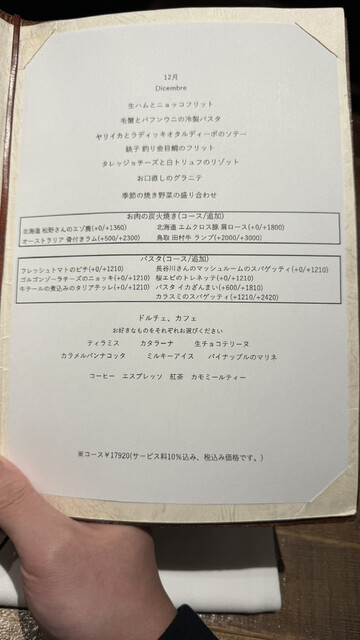 12月
Dicembre
生ハムとニョッコフリット
毛蟹とバフンウニの冷製パスタ
ヤリイカとラディッキオタルディーボのソテー
銚子 釣り金目鯛のフリット
タレッジョチーズと白トリュフのリゾット
お口直しのグラニテ
季節の焼き野菜の盛り合わせ
お肉の炭火焼き(コース/追加)
北海道 松野さんのエゾ鹿(+0/+1360) 北海道 エムクロス豚 肩ロース(+0/+1800)
オーストラリア 骨付きラム(+500/+2300) 鳥取 田村牛 ランプ(+2000/+3000)
パスタ(コース/追加)
フレッシュトマトのピチ(+0/+1210) 長谷川さんのマッシュルームのスパゲッティ(+0/+1210)
ゴルゴンゾーラチーズのニョッキ(+0/+1210) 桜エビのトレネッテ(+0/+1210)
牛テールの煮込みのタリアテッレ(+0/+1210) パスタ イカざんまい(+600/+1810)
カラスミのスパゲッティ(+1210/+2420)
ドルチェ、カフェ
お好きなものをそれぞれお選びください
ティラミス カタラーナ 生チョコテリーヌ
カラメルパンナコッタ ミルキーアイス パイナップルのマリネ
コーヒー エスプレッソ 紅茶 カモミールティー
※コース¥17920(サービス料10%込み、税込み価格です。)